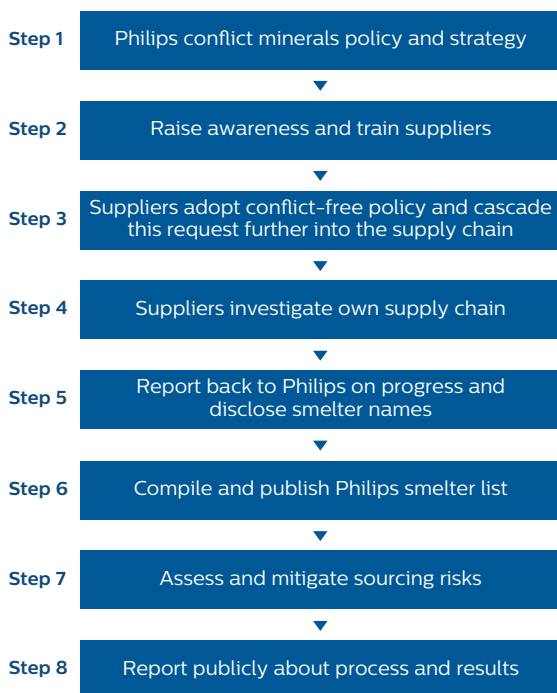 Step 1
Philips conflict minerals policy and strategy
Step 2
Raise awareness and train suppliers
Step 3
Suppliers adopt conflict-free policy and cascade
this request further into the supply chain
Step 4
Suppliers investigate own supply chain
Step 5
Report back to Philips on progress and
disclose smelter names
Step 6
Compile and publish Philips smelter list
Step 7
Assess and mitigate sourcing risks
Step 8
Report publicly about process and results